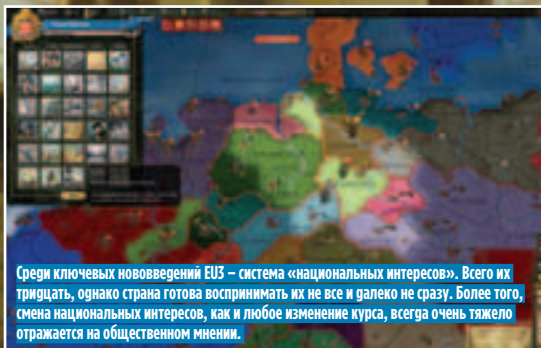 Среди ключевых нововведений EU3 – система «национальных интересов». Всего их
тридцать, однако страна готова воспринимать их не все и далеко не сразу. Более того,
смена национальных интересов, как и любое изменение курса, всегда очень тяжело
отражается на общественном мнении.